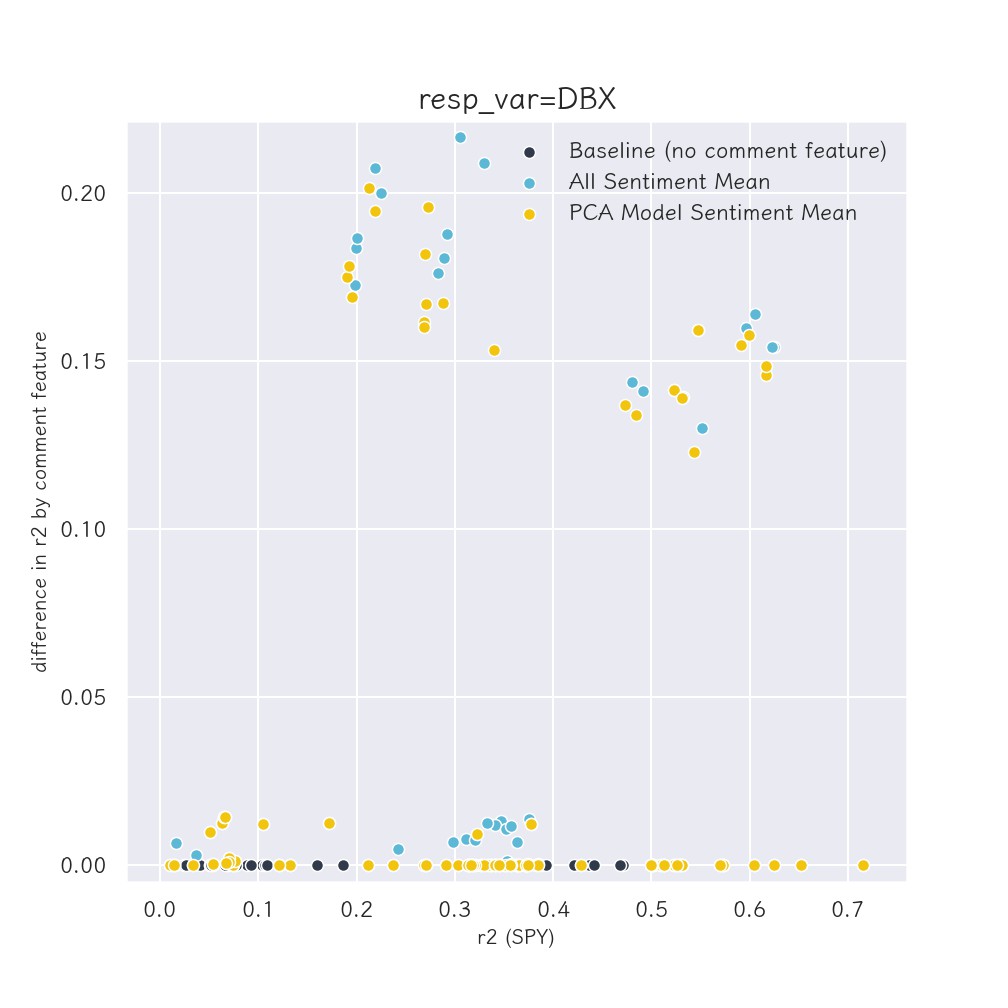 resp_var=DBX
Baseline (no comment feature)
All Sentiment Mean
PCA Model Sentiment Mean
difference in r2 by comment feature
0.20
0.15
0.10
0.05
0.00
0.0 0.1 0.2 0.3 0.4 0.5 0.6 0.7
r2 (SPY)